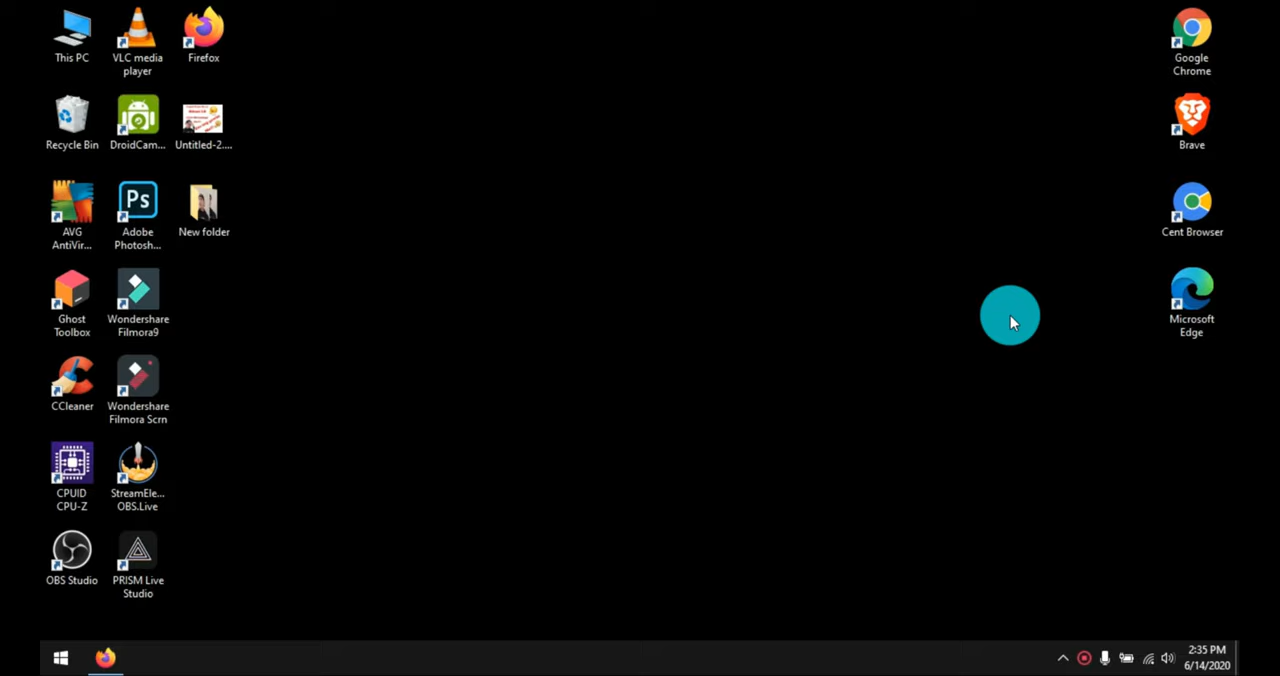 This PC
VLC media
player
Firefox
Google
Chrome
Recycle Bin
DroidCam...
Untitled-2....
Brave
AVG
AntiVir...
Ps
Adobe
Photosh...
New folder
Cent Browser
Ghost
Toolbox
Wondershare
Filmora9
Microsoft
Edge
CCleaner
Wondershare
Filmora Scrn
CPUID
CPU-Z
StreamEle...
OBS.Live
OBS Studio
PRISM Live
Studio
2:35 PM
6/14/2020